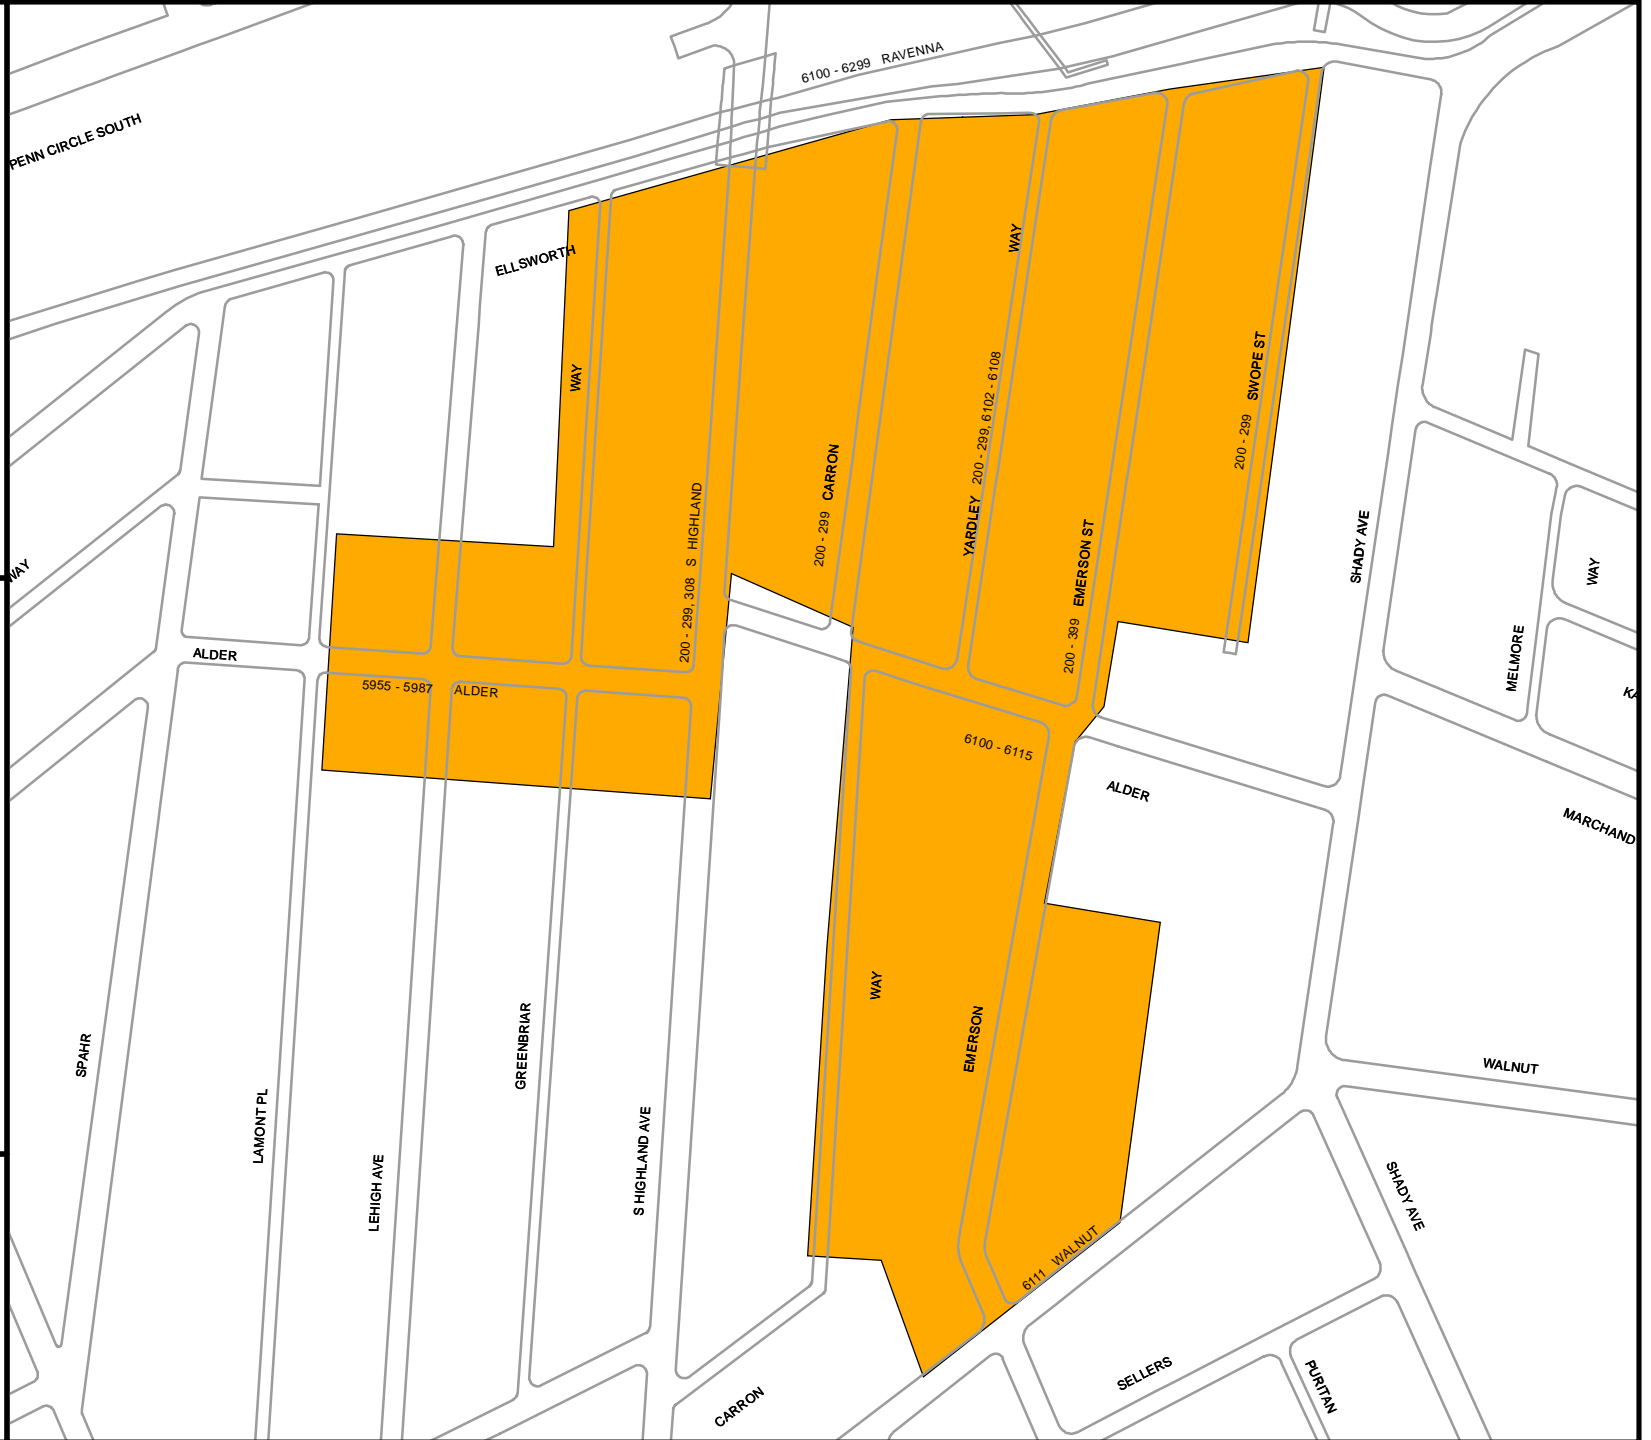 6100 - 6299 RAVENNA
PENN CIRCLE SOUTH
ELLSWORTH
WAY
WAY
SWOPE ST
200 - 299
200 - 299, 6102 - 6108
YARDLEY
CARRON
200 - 299
S HIGHLAND
200 - 299, 308
EMERSON ST
200 - 399
SHADY AVE
WAY
WAY
MELMORE
KA
ALDER
5955 - 5987 ALDER
6100 - 6115
ALDER
MARCHAND
WAY
EMERSON
SPAHR
LAMONT PL
LEHIGH AVE
GREENBRIAR
S HIGHLAND AVE
WALNUT
SHADY AVE
6111 WALNUT
SELLERS
PURITAN
CARRON